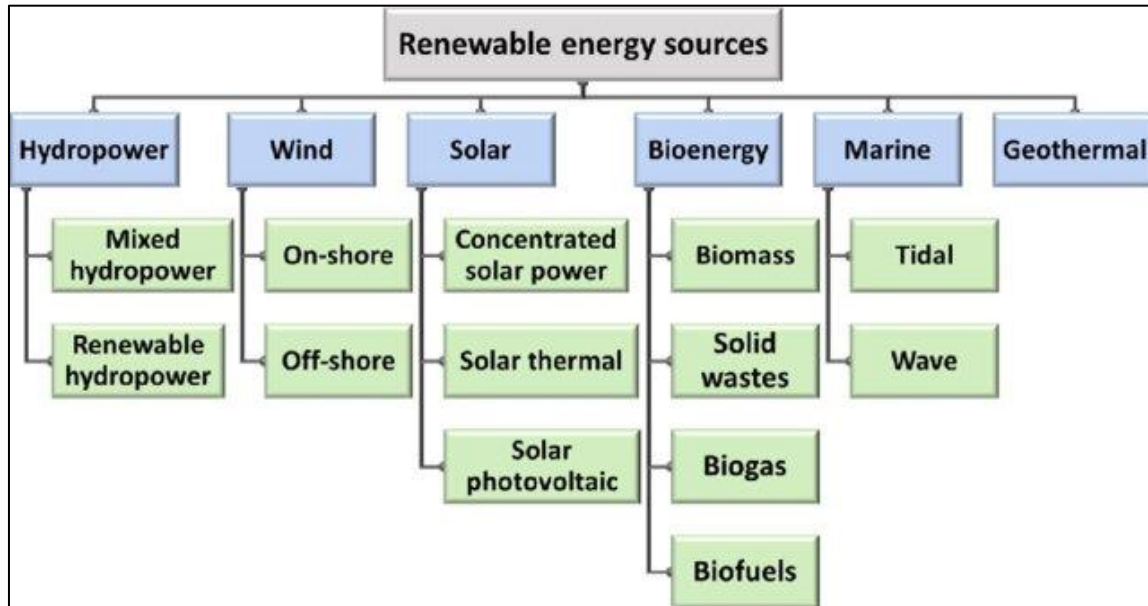 Renewable energy sources
Hydropower
Wind
Solar
Bioenergy
Marine
Geothermal
Mixed
hydropower
On-shore
Concentrated
solar power
Biomass
Tidal
Renewable
hydropower
Off-shore
Solar thermal
Solid
wastes
Wave
Solar
photovoltaic
Biogas
Biofuels